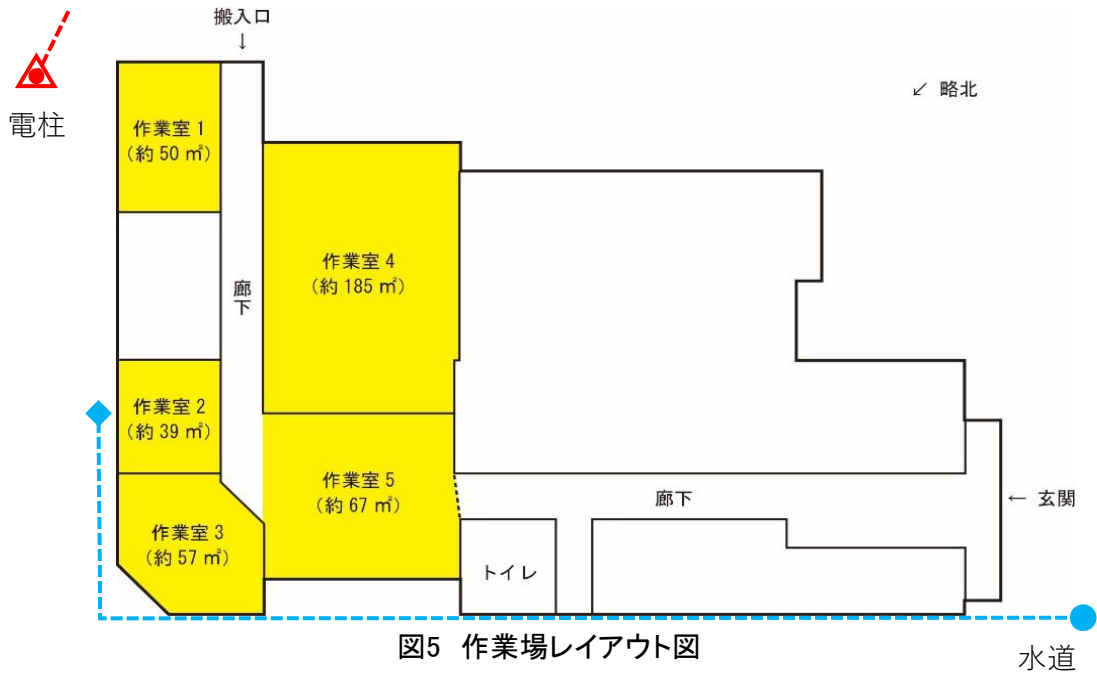 搬入口
↓
電柱
↙ 略北
作業室 1
(約 50 ㎡)
作業室 4
(約 185 ㎡)
廊下
作業室 2
(約 39 ㎡)
作業室 5
(約 67 ㎡)
廊下
← 玄関
作業室 3
(約 57 ㎡)
トイレ
図5 作業場レイアウト図
水道